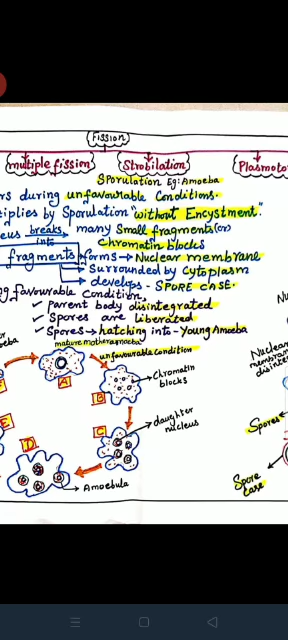 Fission
multiple fission
Strobilation
Plasmoto
Sporulation Eg: Amoeba
rs during unfavourable Conditions.
tiplies by Sporulation "without Encystment."
eus breaks into many Small fragments (or)
Chromatin blocks
fragments forms → Nuclear membrane
→ Surrounded by Cytoplasm
→ develops - SPORE CASE.
g favourable Condition,
✓ Parent body disintegrated
✓ Spores are Liberated
✓ Spores → hatching into - Young Amoeba
mature mother amoeba
unfavourable condition
A
Chromatin
blocks
B
C
daughter
nucleus
D
E
Amoebula
Nuclear
Spores
Spore
case